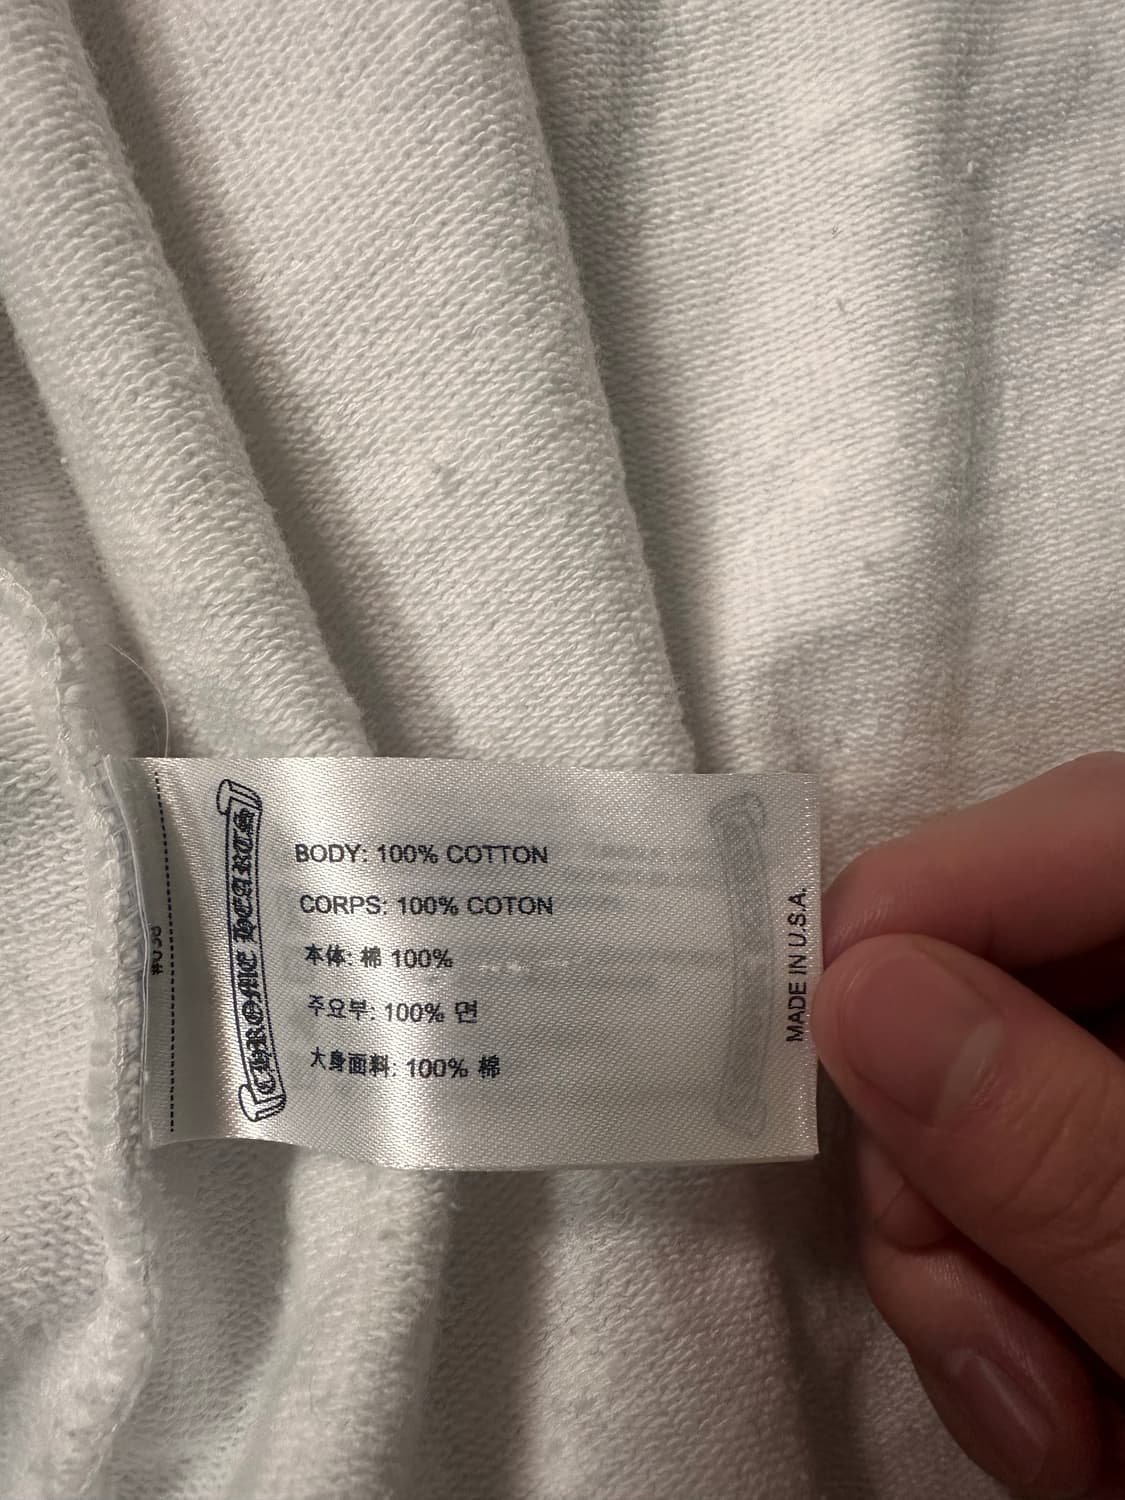 CHROME HEARTS
BODY: 100% COTTON
CORPS: 100% COTON
本体: 棉 100%
주요부: 100% 면
大身面料: 100% 棉
MADE IN U.S.A.